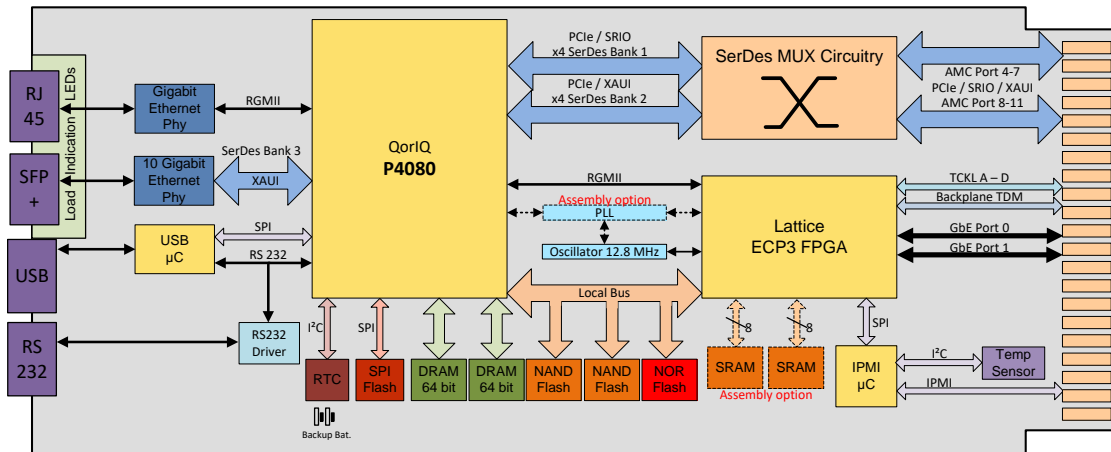 RJ
45
SFP
+
USB
RS
232
Load Indication LEDs
Gigabit
Ethernet
Phy
RGMII
10 Gigabit
Ethernet
Phy
SerDes Bank 3
XAUI
USB
µC
SPI
RS 232
RS232
Driver
QorIQ
P4080
PCIe / SRIO
x4 SerDes Bank 1
PCIe / XAUI
x4 SerDes Bank 2
SerDes MUX Circuitry
AMC Port 4-7
PCIe / SRIO / XAUI
AMC Port 8-11
RGMII
Assembly option
PLL
Oscillator 12.8 MHz
Lattice
ECP3 FPGA
TCKL A – D
Backplane TDM
GbE Port 0
GbE Port 1
Local Bus
I²C
SPI
8
8
SPI
RTC
SPI
Flash
DRAM
64 bit
DRAM
64 bit
NAND
Flash
NAND
Flash
NOR
Flash
SRAM
SRAM
Assembly option
IPMI
µC
I²C
Temp
Sensor
IPMI
Backup Bat.